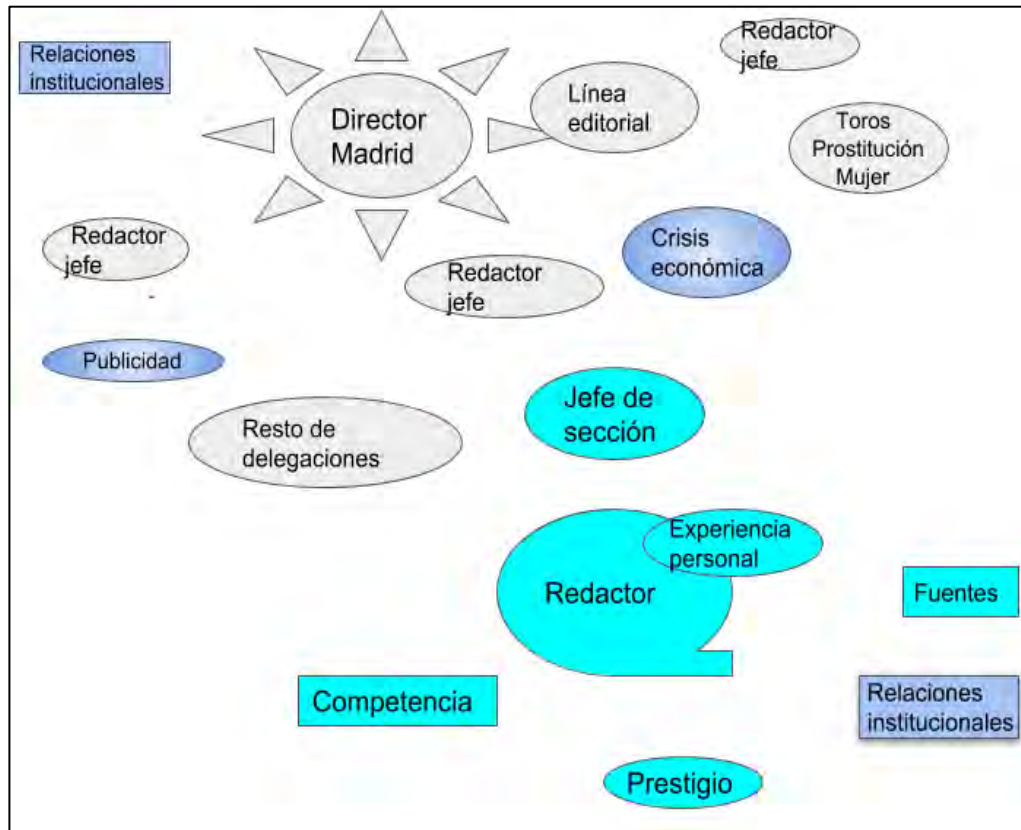 Relaciones
institucionales
Director
Madrid
Línea
editorial
Redactor
jefe
Toros
Prostitución
Mujer
Redactor
jefe
Redactor
jefe
Crisis
económica
Publicidad
Resto de
delegaciones
Jefe de
sección
Experiencia
personal
Redactor
Fuentes
Competencia
Relaciones
institucionales
Prestigio